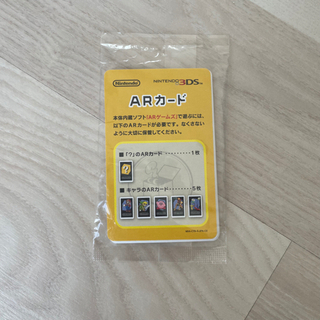 Nintendo
NINTENDO 3DS
ARカード
本体内蔵ソフト「ARゲームズ」で遊ぶには、
以下のARカードが必要です。なくさない
ように大切に保管してください。
■「?」のARカード ………1枚
■ キャラのARカード ………5枚